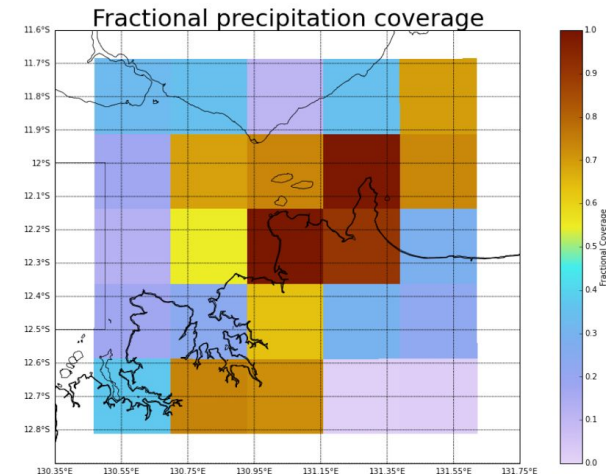 Fractional precipitation coverage
11.6°S
11.7°S
11.8°S
11.9°S
12°S
12.1°S
12.2°S
12.3°S
12.4°S
12.5°S
12.6°S
12.7°S
12.8°S
130.35°E 130.55°E 130.75°E 130.95°E 131.15°E 131.35°E 131.55°E 131.75°E
1.0
0.9
0.8
0.7
0.6
0.5
0.4
0.3
0.2
0.1
0.0
Fractional Coverage